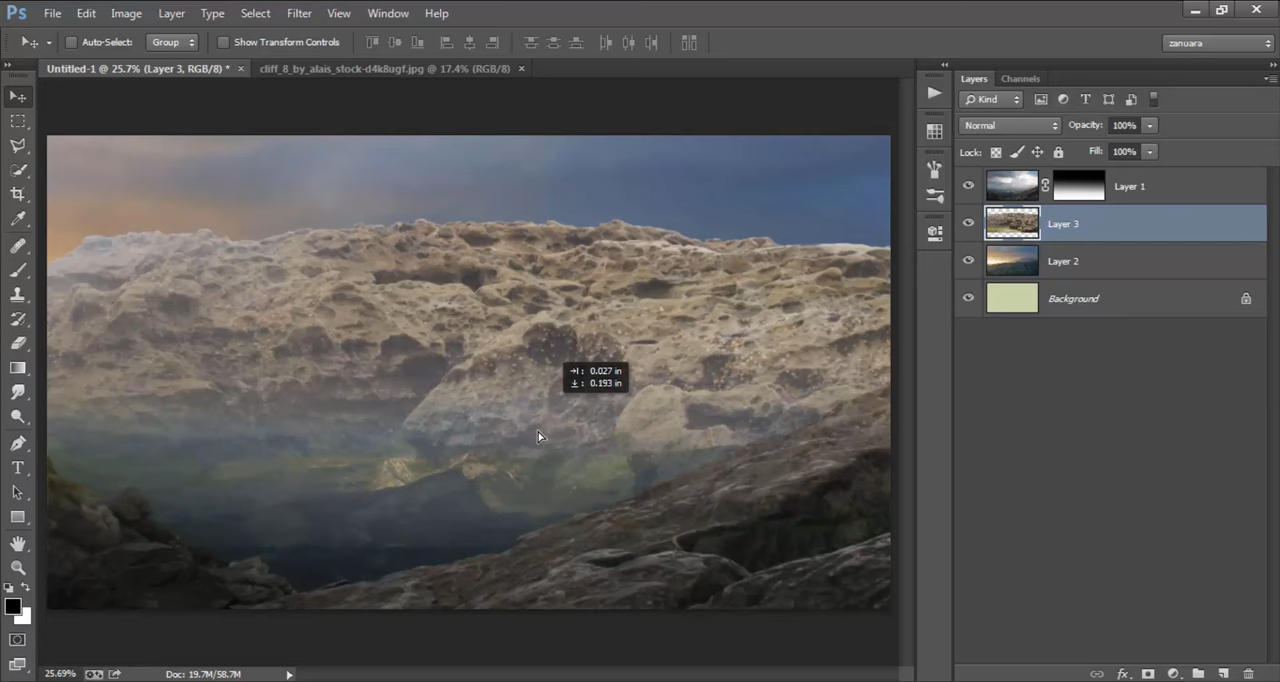 Ps File Edit Image Layer Type Select Filter View Window Help
Auto-Select: Group Show Transform Controls zanuara
Untitled-1 @ 25.7% (Layer 3, RGB/8) * × cliff_8_by_alais_stock-d4k8ugf.jpg @ 17.4% (RGB/8) ×
Layers Channels
Kind
Normal Opacity: 100%
Lock: Fill: 100%
Layer 1
Layer 3
Layer 2
Background
: 0.027 in
: 0.193 in
T
25.69% Doc: 19.7M/58.7M
fx